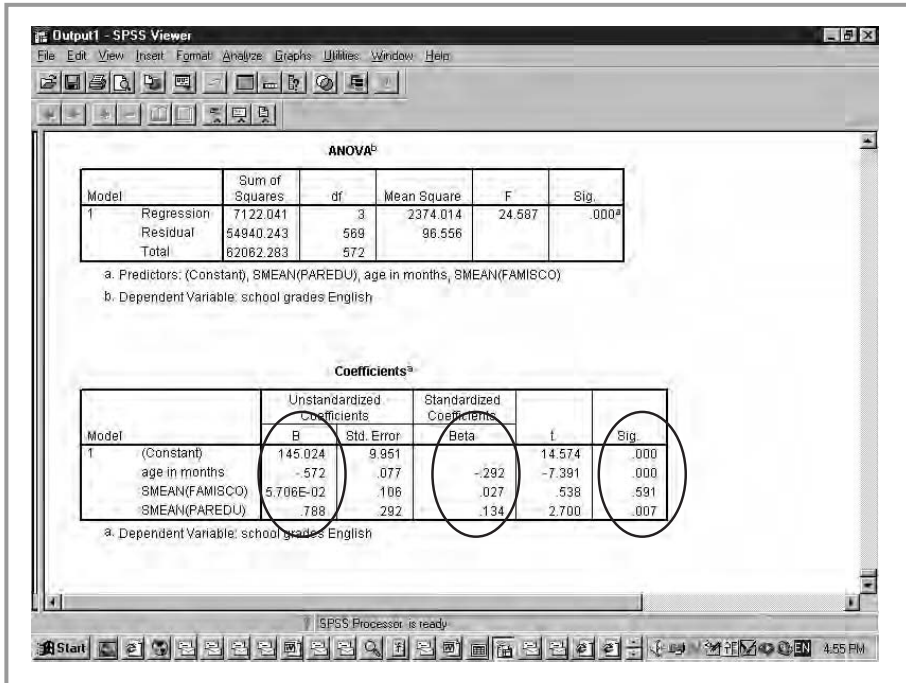 Output1 - SPSS Viewer
File Edit View Insert Format Analyze Graphs Utilities Window Help
ANOVAb
Model Sum of Squares df Mean Square F Sig.
1 Regression 7122.041 3 2374.014 24.587 .000a
Residual 54940.243 569 96.556
Total 62062.283 572
a. Predictors: (Constant), SMEAN(PAREDU), age in months, SMEAN(FAMISCO)
b. Dependent Variable: school grades English
Coefficientsa
Unstandardized Coefficients Standardized Coefficients
Model B Std. Error Beta t Sig.
1 (Constant) 145.024 9.951 14.574 .000
age in months -.572 .077 -.292 -7.391 .000
SMEAN(FAMISCO) 5.706E-02 .106 .027 .538 .591
SMEAN(PAREDU) .788 .292 .134 2.700 .007
a. Dependent Variable: school grades English
SPSS Processor is ready
Start EN 4:55 PM